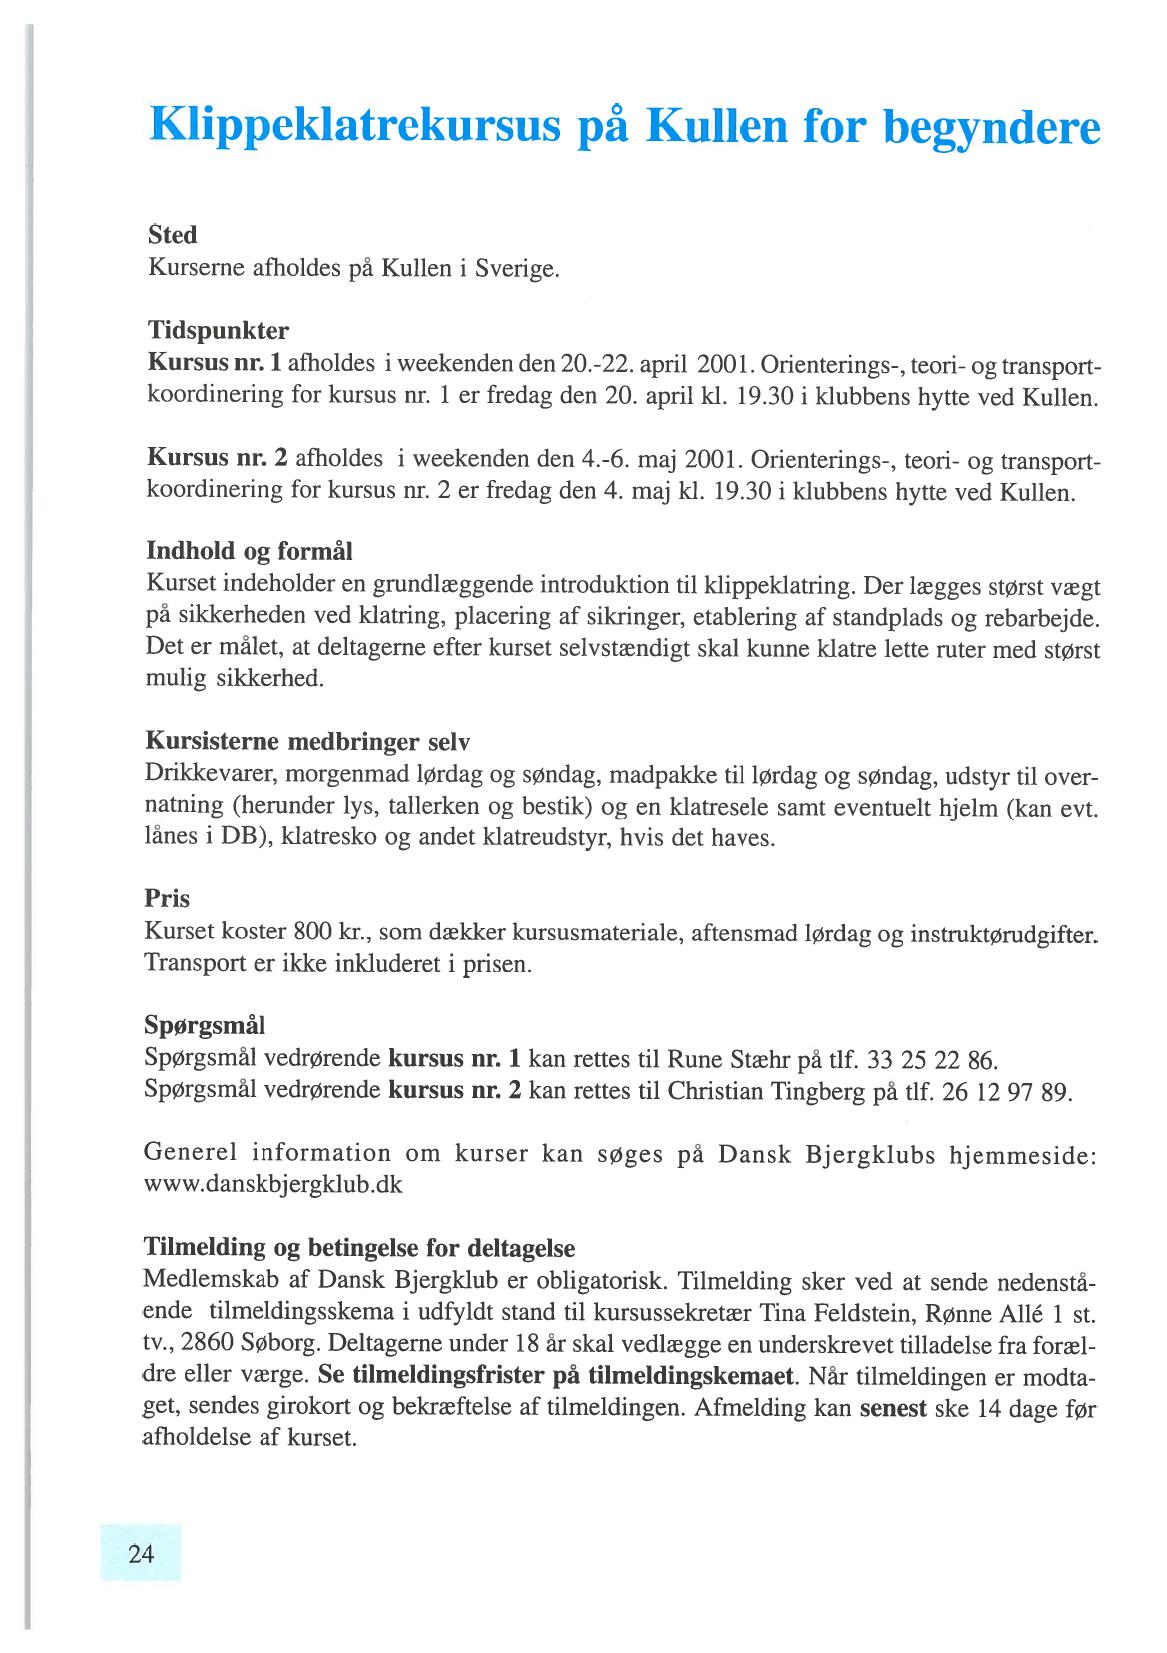 Klippeklatrekursus på Kullen for begyndere
Sted
Kurserne afholdes på Kullen i Sverige.
Tidspunkter
Kursus nr. 1 afholdes i weekenden den 20.-22. april 2001. Orienterings-, teori- og transport-
koordinering for kursus nr. 1 er fredag den 20. april kl. 19.30 i klubbens hytte ved Kullen.
Kursus nr. 2 afholdes i weekenden den 4.-6. maj 2001. Orienterings-, teori- og transport-
koordinering for kursus nr. 2 er fredag den 4. maj kl. 19.30 i klubbens hytte ved Kullen.
Indhold og formål
Kurset indeholder en grundlæggende introduktion til klippeklatring. Der lægges størst vægt
på sikkerheden ved klatring, placering af sikringer, etablering af standplads og rebarbejde.
Det er målet, at deltagerne efter kurset selvstændigt skal kunne klatre lette ruter med størst
mulig sikkerhed.
Kursisterne medbringer selv
Drikkevarer, morgenmad lørdag og søndag, madpakke til lørdag og søndag, udstyr til over-
natning (herunder lys, tallerken og bestik) og en klatresele samt eventuelt hjelm (kan evt.
lånes i DB), klatresko og andet klatreudstyr, hvis det haves.
Pris
Kurset koster 800 kr., som dækker kursusmateriale, aftensmad lørdag og instruktørudgifter.
Transport er ikke inkluderet i prisen.
Spørgsmål
Spørgsmål vedrørende kursus nr. 1 kan rettes til Rune Stæhr på tlf. 33 25 22 86.
Spørgsmål vedrørende kursus nr. 2 kan rettes til Christian Tingberg på tlf. 26 12 97 89.
Generel information om kurser kan søges på Dansk Bjergklubs hjemmeside:
www.danskbjergklub.dk
Tilmelding og betingelse for deltagelse
Medlemskab af Dansk Bjergklub er obligatorisk. Tilmelding sker ved at sende nedenstå-
ende tilmeldingsskema i udfyldt stand til kursussekretær Tina Feldstein, Rønne Allé 1 st.
tv., 2860 Søborg. Deltagerne under 18 år skal vedlægge en underskrevet tilladelse fra foræl-
dre eller værge. Se tilmeldingsfrister på tilmeldingskemaet. Når tilmeldingen er modta-
get, sendes girokort og bekræftelse af tilmeldingen. Afmelding kan senest ske 14 dage før
afholdelse af kurset.
24